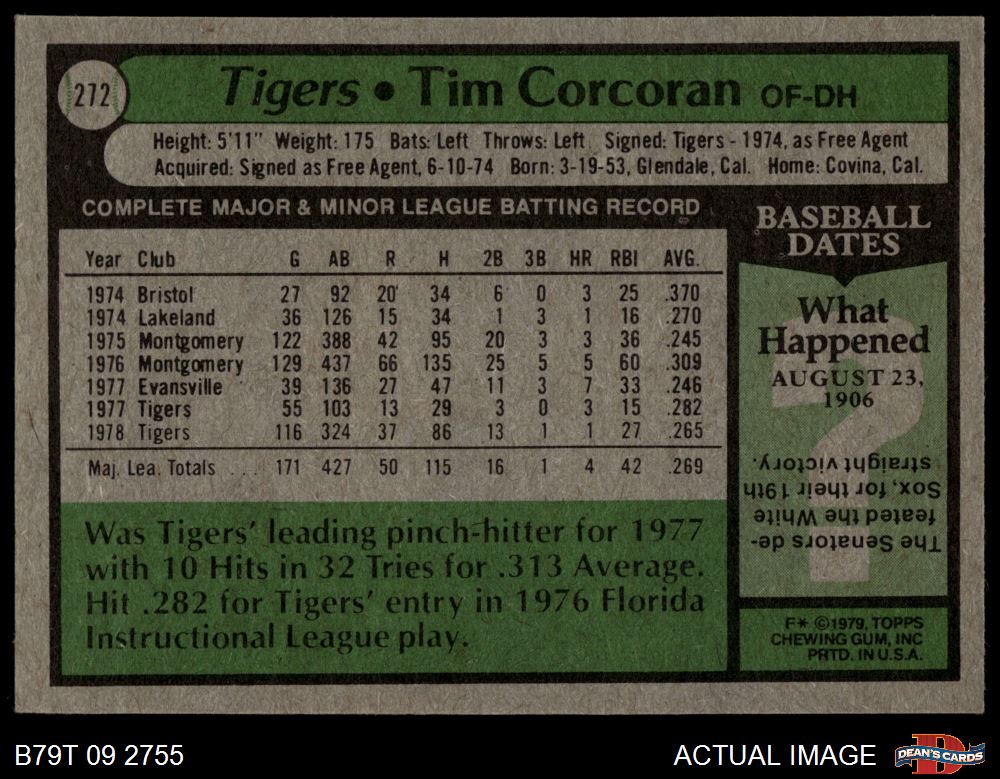 272
Tigers • Tim Corcoran OF-DH
Height: 5'11" Weight: 175 Bats: Left Throws: Left Signed: Tigers - 1974, as Free Agent
Acquired: Signed as Free Agent, 6-10-74 Born: 3-19-53, Glendale, Cal. Home: Covina, Cal.
COMPLETE MAJOR & MINOR LEAGUE BATTING RECORD
Year Club G AB R H 2B 3B HR RBI AVG.
1974 Bristol 27 92 20 34 6 0 3 25 .370
1974 Lakeland 36 126 15 34 1 3 1 16 .270
1975 Montgomery 122 388 42 95 20 3 3 36 .245
1976 Montgomery 129 437 66 135 25 5 5 60 .309
1977 Evansville 39 136 27 47 11 3 7 33 .246
1977 Tigers 55 103 13 29 3 0 3 15 .282
1978 Tigers 116 324 37 86 13 1 1 27 .265
Maj. Lea. Totals ... 171 427 50 115 16 1 4 42 .269
Was Tigers' leading pinch-hitter for 1977
with 10 Hits in 32 Tries for .313 Average.
Hit .282 for Tigers' entry in 1976 Florida
Instructional League play.
BASEBALL
DATES
What
Happened
AUGUST 23,
1906
The Senators de-
feated the White
Sox, for their 19th
straight victory.
F* ©1979, TOPPS
CHEWING GUM, INC
PRTD. IN U.S.A.
B79T 09 2755
ACTUAL IMAGE
DEAN'S CARDS